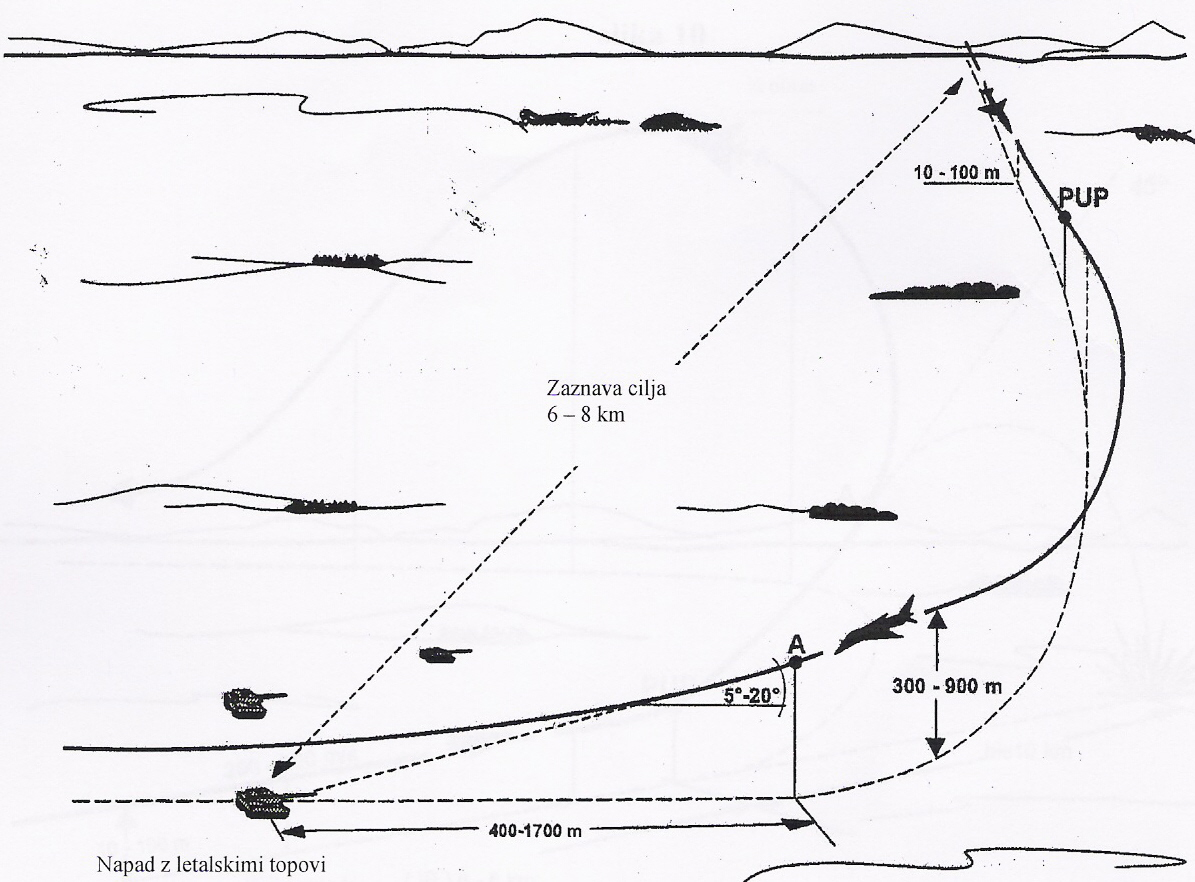 10 - 100 m
PUP
Zaznava cilja
6 – 8 km
A
5°-20°
300 - 900 m
400-1700 m
Napad z letalskimi topovi